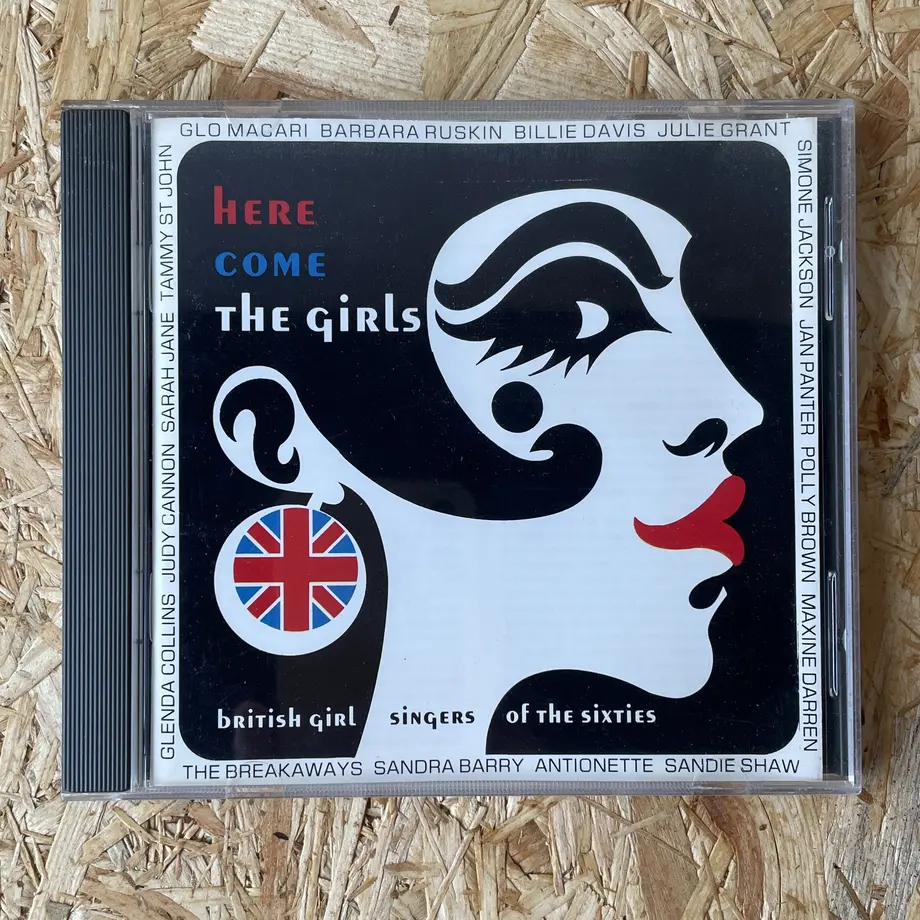 GLO MACARI BARBARA RUSKIN BILLIE DAVIS JULIE GRANT
SIMONE JACKSON JAN PANTER POLLY BROWN MAXINE DARREN
HERE
COME
THE GIRLS
BRITISH GIRL SINGERS OF THE SIXTIES
GLENDA COLLINS JUDY CANNON SARAH JANE TAMMY ST JOHN
THE BREAKAWAYS SANDRA BARRY ANTIONETTE SANDIE SHAW